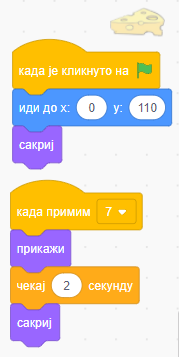 када је кликнуто на
иди до x: 0 y: 110
сакриј
када примим 7
прикажи
чекај 2 секунду
сакриј